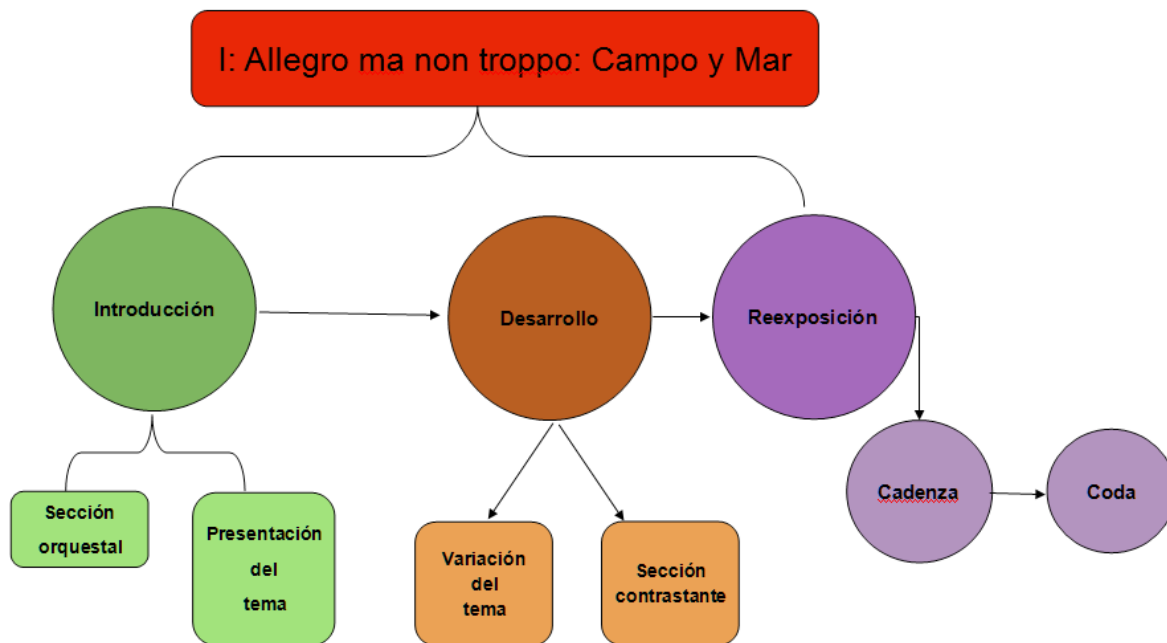 I: Allegro ma non troppo: Campo y Mar
Introducción
Desarrollo
Reexposición
Sección
orquestal
Presentación
del
tema
Variación
del
tema
Sección
contrastante
Cadenza
Coda